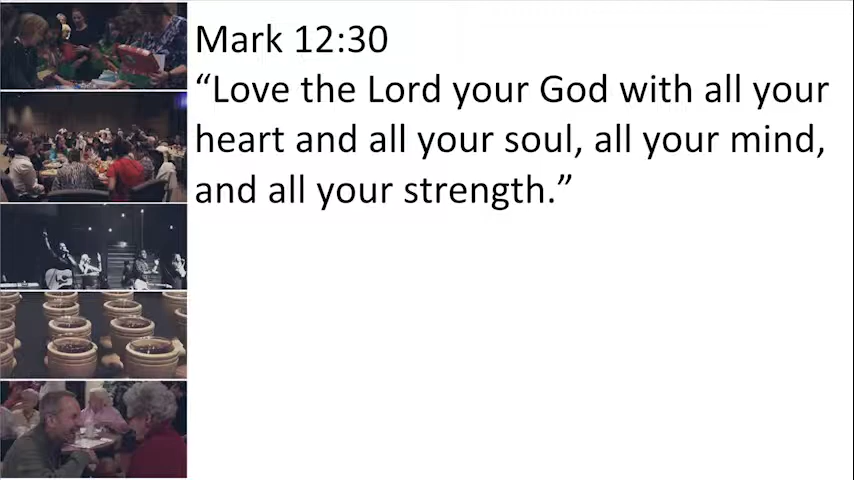 Mark 12:30
“Love the Lord your God with all your
heart and all your soul, all your mind,
and all your strength.”